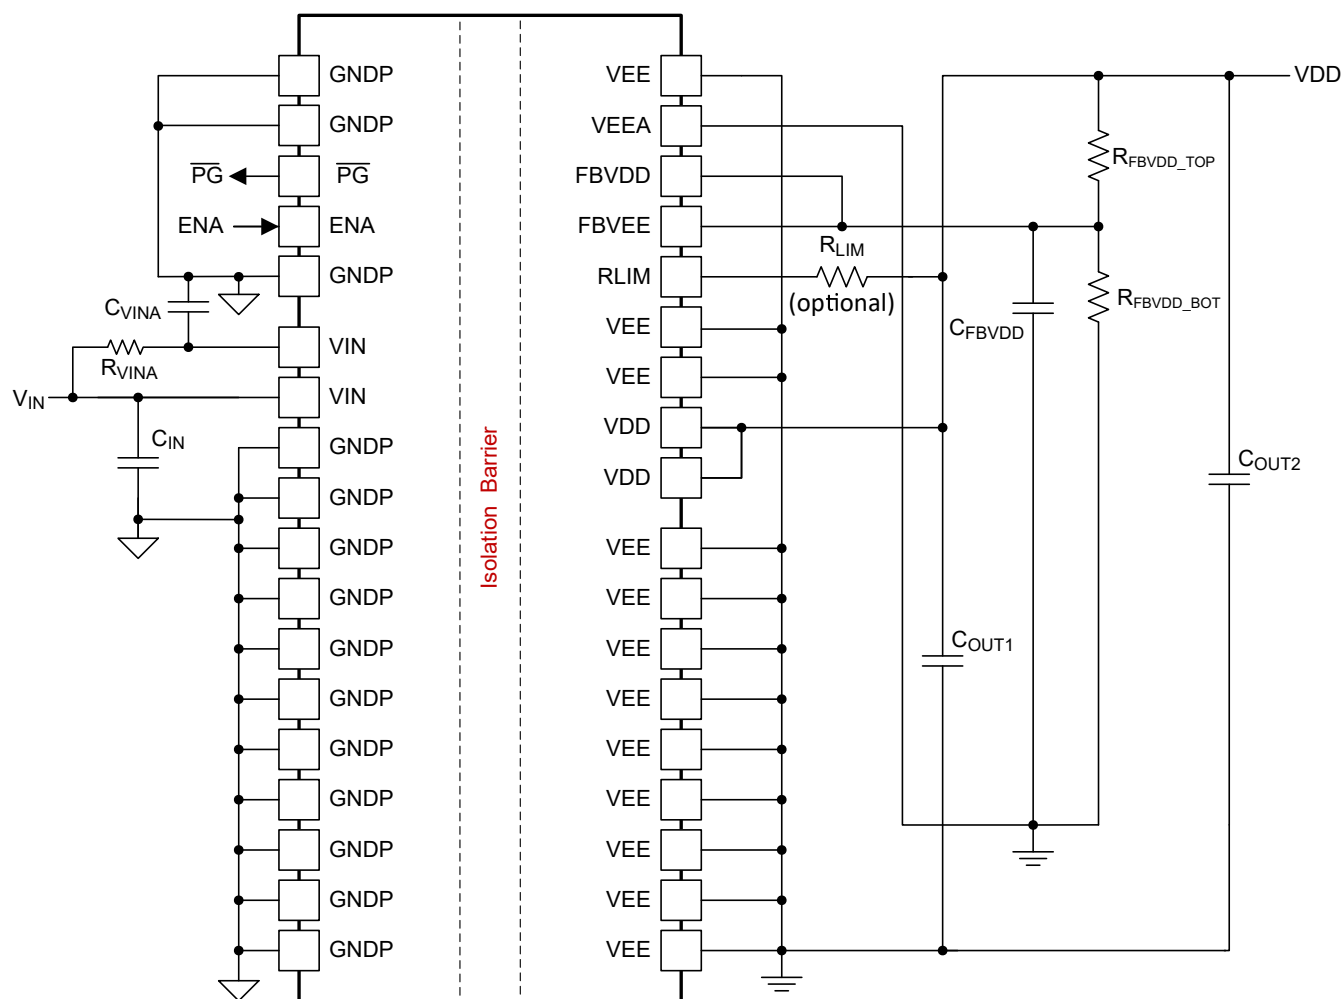 GNDP
GNDP
PG
PG
ENA
ENA
GNDP
CVINA
RVINA
VIN
VIN
VIN
CIN
GNDP
GNDP
GNDP
GNDP
GNDP
GNDP
GNDP
GNDP
GNDP
GNDP
GNDP
Isolation Barrier
VEE
VEEA
FBVDD
FBVEE
RLIM
VEE
VEE
VDD
VDD
VEE
VEE
VEE
VEE
VEE
VEE
VEE
VEE
VEE
RLIM
(optional)
VDD
RFBVDD_TOP
RFBVDD_BOT
CFBVDD
COUT1
COUT2